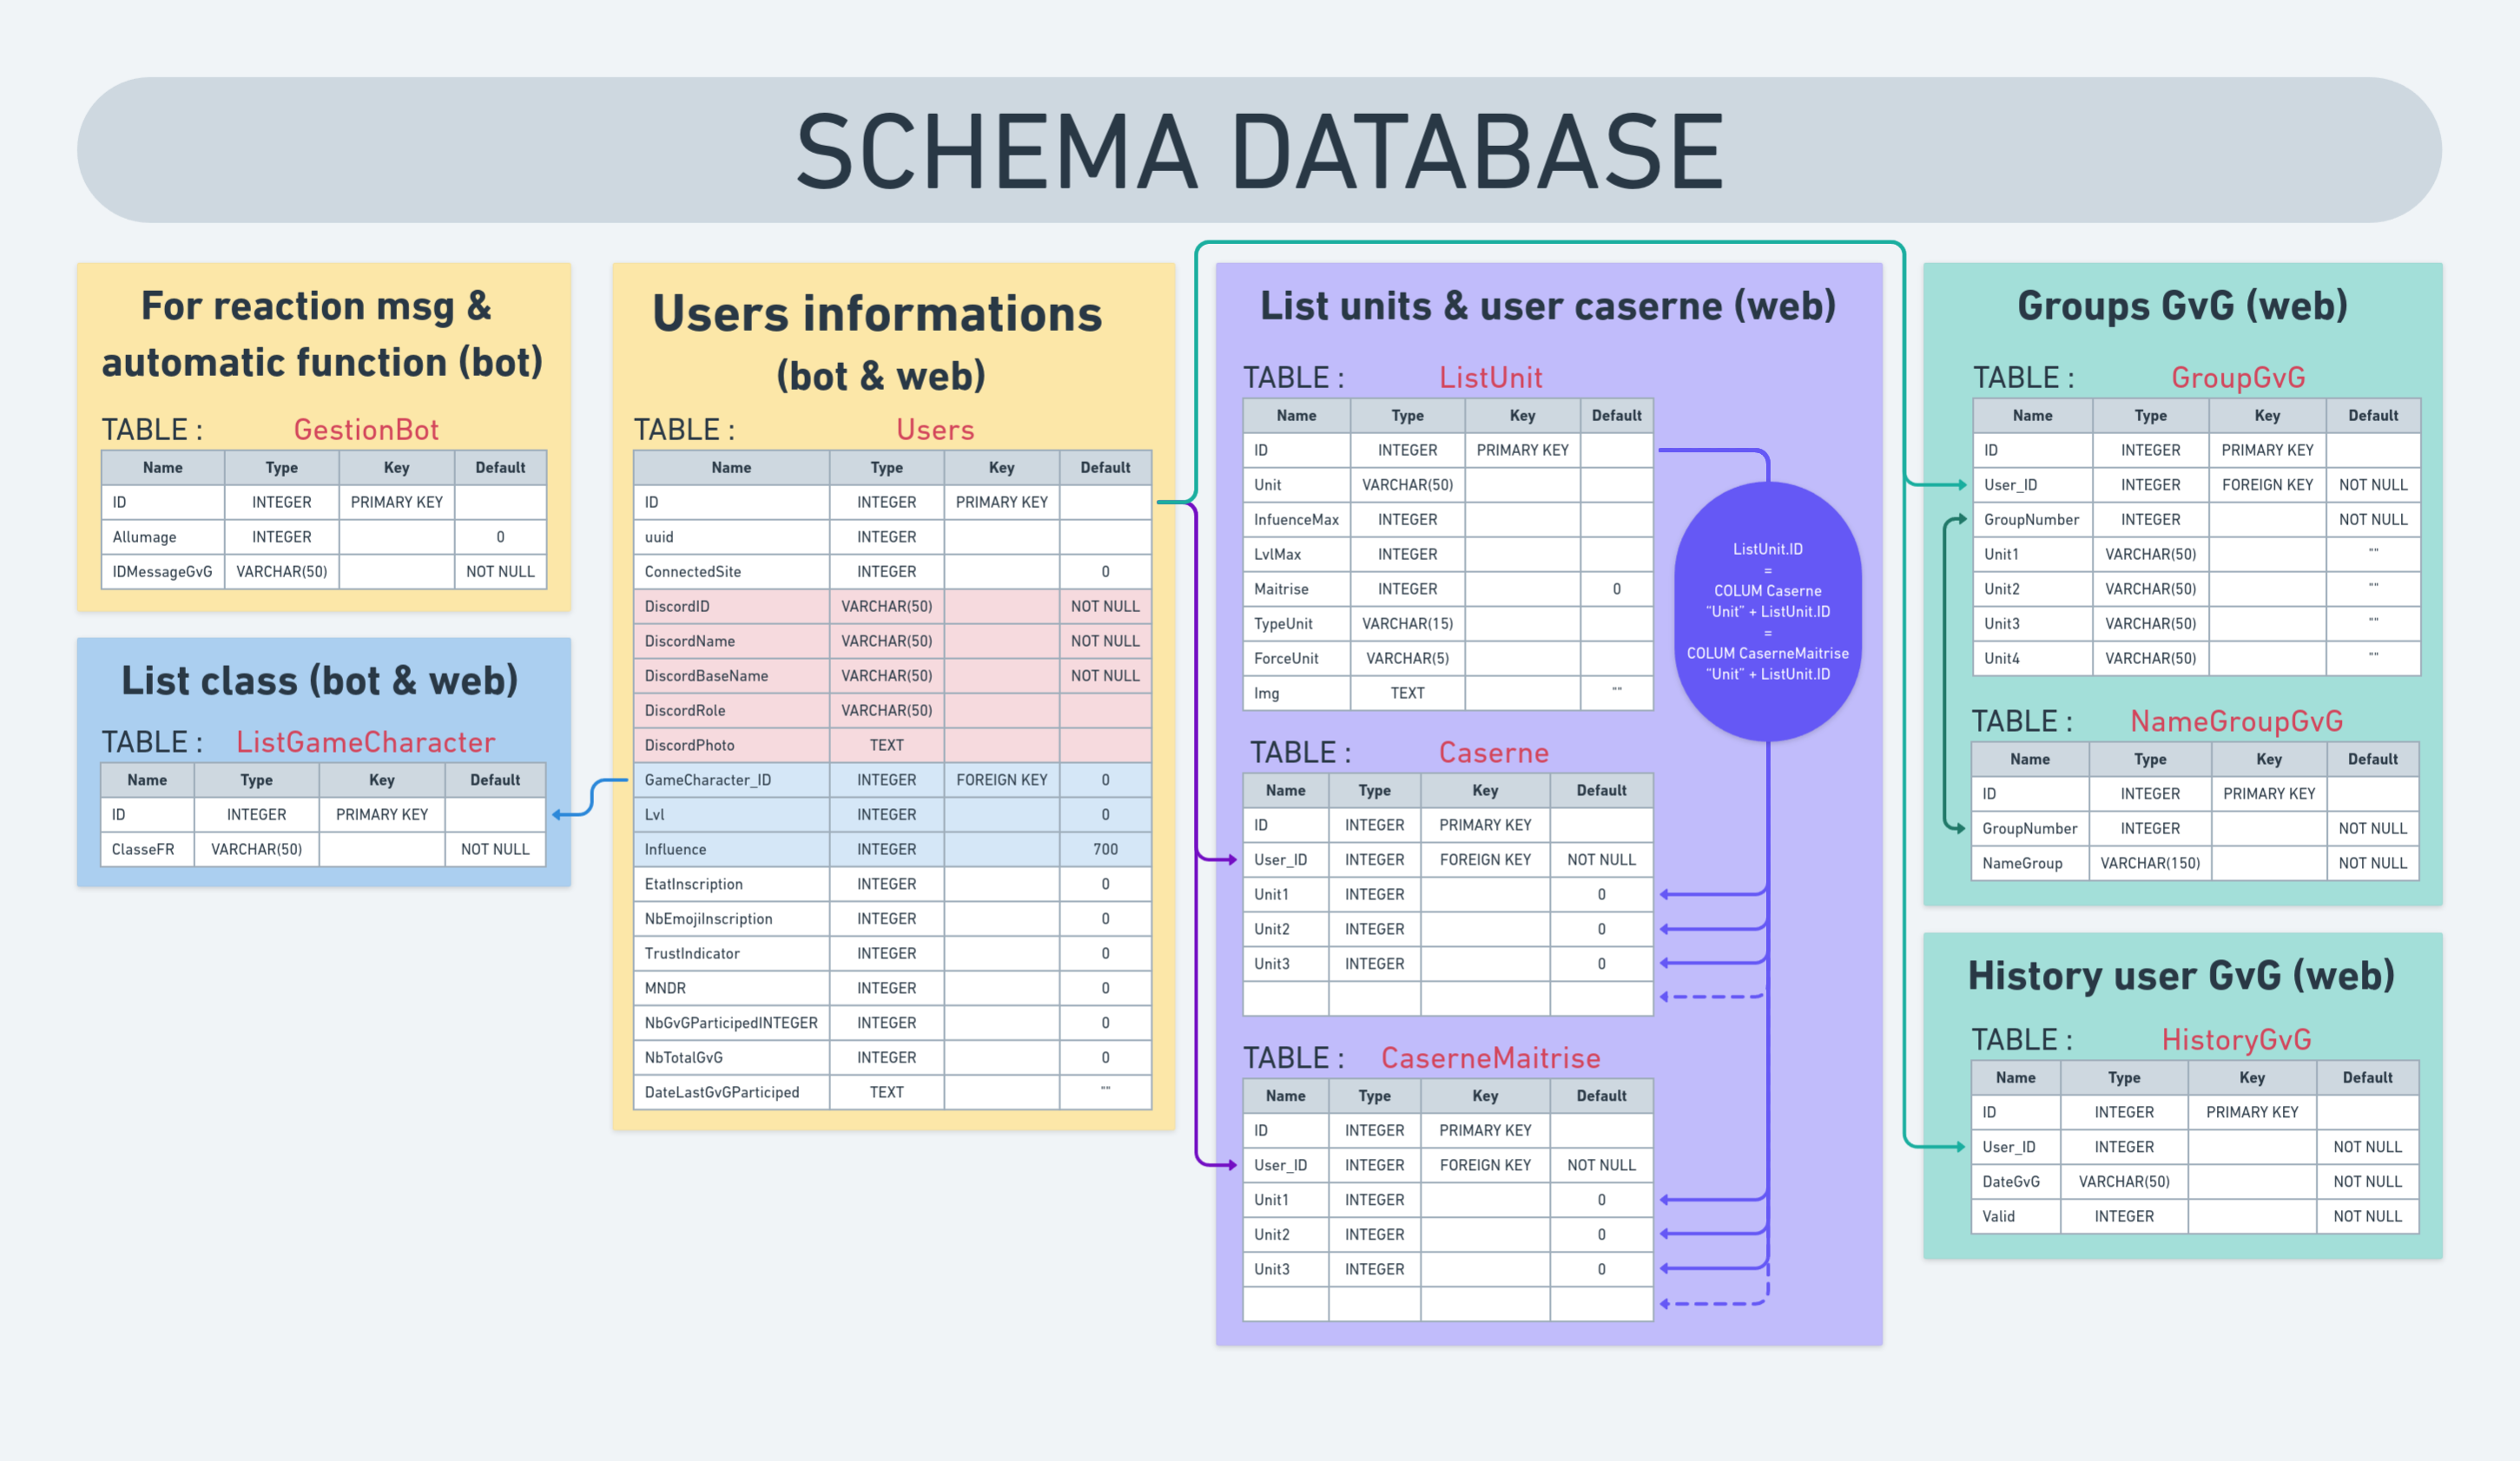 SCHEMA DATABASE
For reaction msg &
automatic function (bot)
TABLE : GestionBot
Name Type Key Default
ID INTEGER PRIMARY KEY
Allumage INTEGER 0
IDMessageGvG VARCHAR(50) NOT NULL
List class (bot & web)
TABLE : ListGameCharacter
Name Type Key Default
ID INTEGER PRIMARY KEY
ClasseFR VARCHAR(50) NOT NULL
Users informations
(bot & web)
TABLE : Users
Name Type Key Default
ID INTEGER PRIMARY KEY
uuid INTEGER
ConnectedSite INTEGER 0
DiscordID VARCHAR(50) NOT NULL
DiscordName VARCHAR(50) NOT NULL
DiscordBaseName VARCHAR(50) NOT NULL
DiscordRole VARCHAR(50)
DiscordPhoto TEXT
GameCharacter_ID INTEGER FOREIGN KEY 0
Lvl INTEGER 0
Influence INTEGER 700
EtatInscription INTEGER 0
NbEmojiInscription INTEGER 0
TrustIndicator INTEGER 0
MNDR INTEGER 0
NbGvGParticipedINTEGER INTEGER 0
NbTotalGvG INTEGER 0
DateLastGvGParticiped TEXT ""
List units & user caserne (web)
TABLE : ListUnit
Name Type Key Default
ID INTEGER PRIMARY KEY
Unit VARCHAR(50)
InfuenceMax INTEGER
LvlMax INTEGER
Maitrise INTEGER 0
TypeUnit VARCHAR(15)
ForceUnit VARCHAR(5)
Img TEXT ""
ListUnit.ID
=
COLUM Caserne
"Unit" + ListUnit.ID
=
COLUM CaserneMaitrise
"Unit" + ListUnit.ID
TABLE : Caserne
Name Type Key Default
ID INTEGER PRIMARY KEY
User_ID INTEGER FOREIGN KEY NOT NULL
Unit1 INTEGER 0
Unit2 INTEGER 0
Unit3 INTEGER 0
TABLE : CaserneMaitrise
Name Type Key Default
ID INTEGER PRIMARY KEY
User_ID INTEGER FOREIGN KEY NOT NULL
Unit1 INTEGER 0
Unit2 INTEGER 0
Unit3 INTEGER 0
Groups GvG (web)
TABLE : GroupGvG
Name Type Key Default
ID INTEGER PRIMARY KEY
User_ID INTEGER FOREIGN KEY NOT NULL
GroupNumber INTEGER NOT NULL
Unit1 VARCHAR(50) ""
Unit2 VARCHAR(50) ""
Unit3 VARCHAR(50) ""
Unit4 VARCHAR(50) ""
TABLE : NameGroupGvG
Name Type Key Default
ID INTEGER PRIMARY KEY
GroupNumber INTEGER NOT NULL
NameGroup VARCHAR(150) NOT NULL
History user GvG (web)
TABLE : HistoryGvG
Name Type Key Default
ID INTEGER PRIMARY KEY
User_ID INTEGER NOT NULL
DateGvG VARCHAR(50) NOT NULL
Valid INTEGER NOT NULL